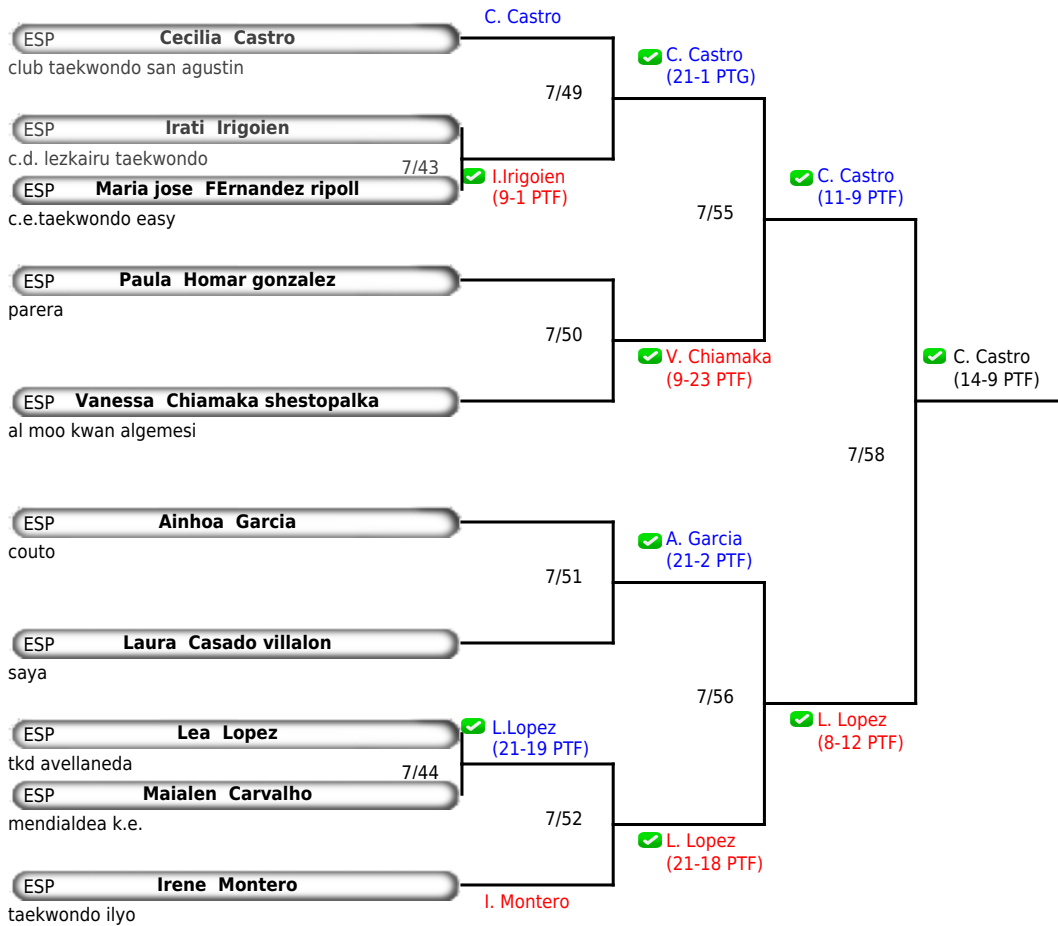 C. Castro
ESP Cecilia Castro
club taekwondo san agustin
C. Castro
(21-1 PTG)
7/49
ESP Irati Irigoien
c.d. lezkairu taekwondo
7/43
I.Irigoien
(9-1 PTF)
ESP Maria jose FErnandez ripoll
c.e.taekwondo easy
C. Castro
(11-9 PTF)
7/55
ESP Paula Homar gonzalez
parera
7/50
V. Chiamaka
(9-23 PTF)
C. Castro
(14-9 PTF)
ESP Vanessa Chiamaka shestopalka
al moo kwan algemesi
7/58
ESP Ainhoa Garcia
couto
A. Garcia
(21-2 PTF)
7/51
ESP Laura Casado villalon
saya
7/56
L. Lopez
(8-12 PTF)
ESP Lea Lopez
tkd avellaneda
L.Lopez
(21-19 PTF)
7/44
ESP Maialen Carvalho
mendialdea k.e.
7/52
L. Lopez
(21-18 PTF)
ESP Irene Montero
taekwondo ilyo
I. Montero